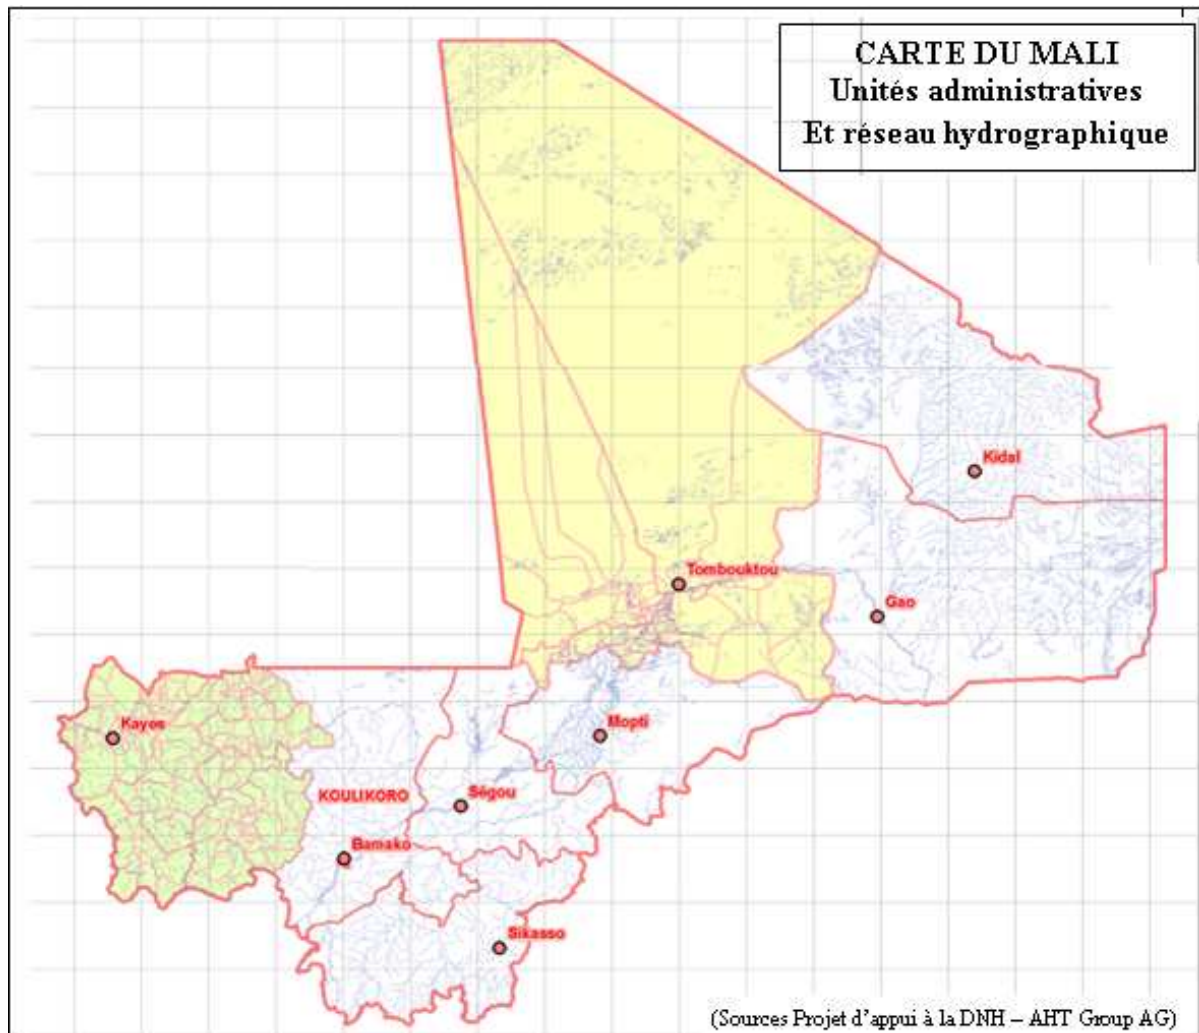 CARTE DU MALI
Unités administratives
Et réseau hydrographique
Kidal
Tombouktou
Gao
Kayes
Mopti
KOULIKORO
Ségou
Bamako
Sikasso
(Sources Projet d'appui à la DNH – AHT Group AG)